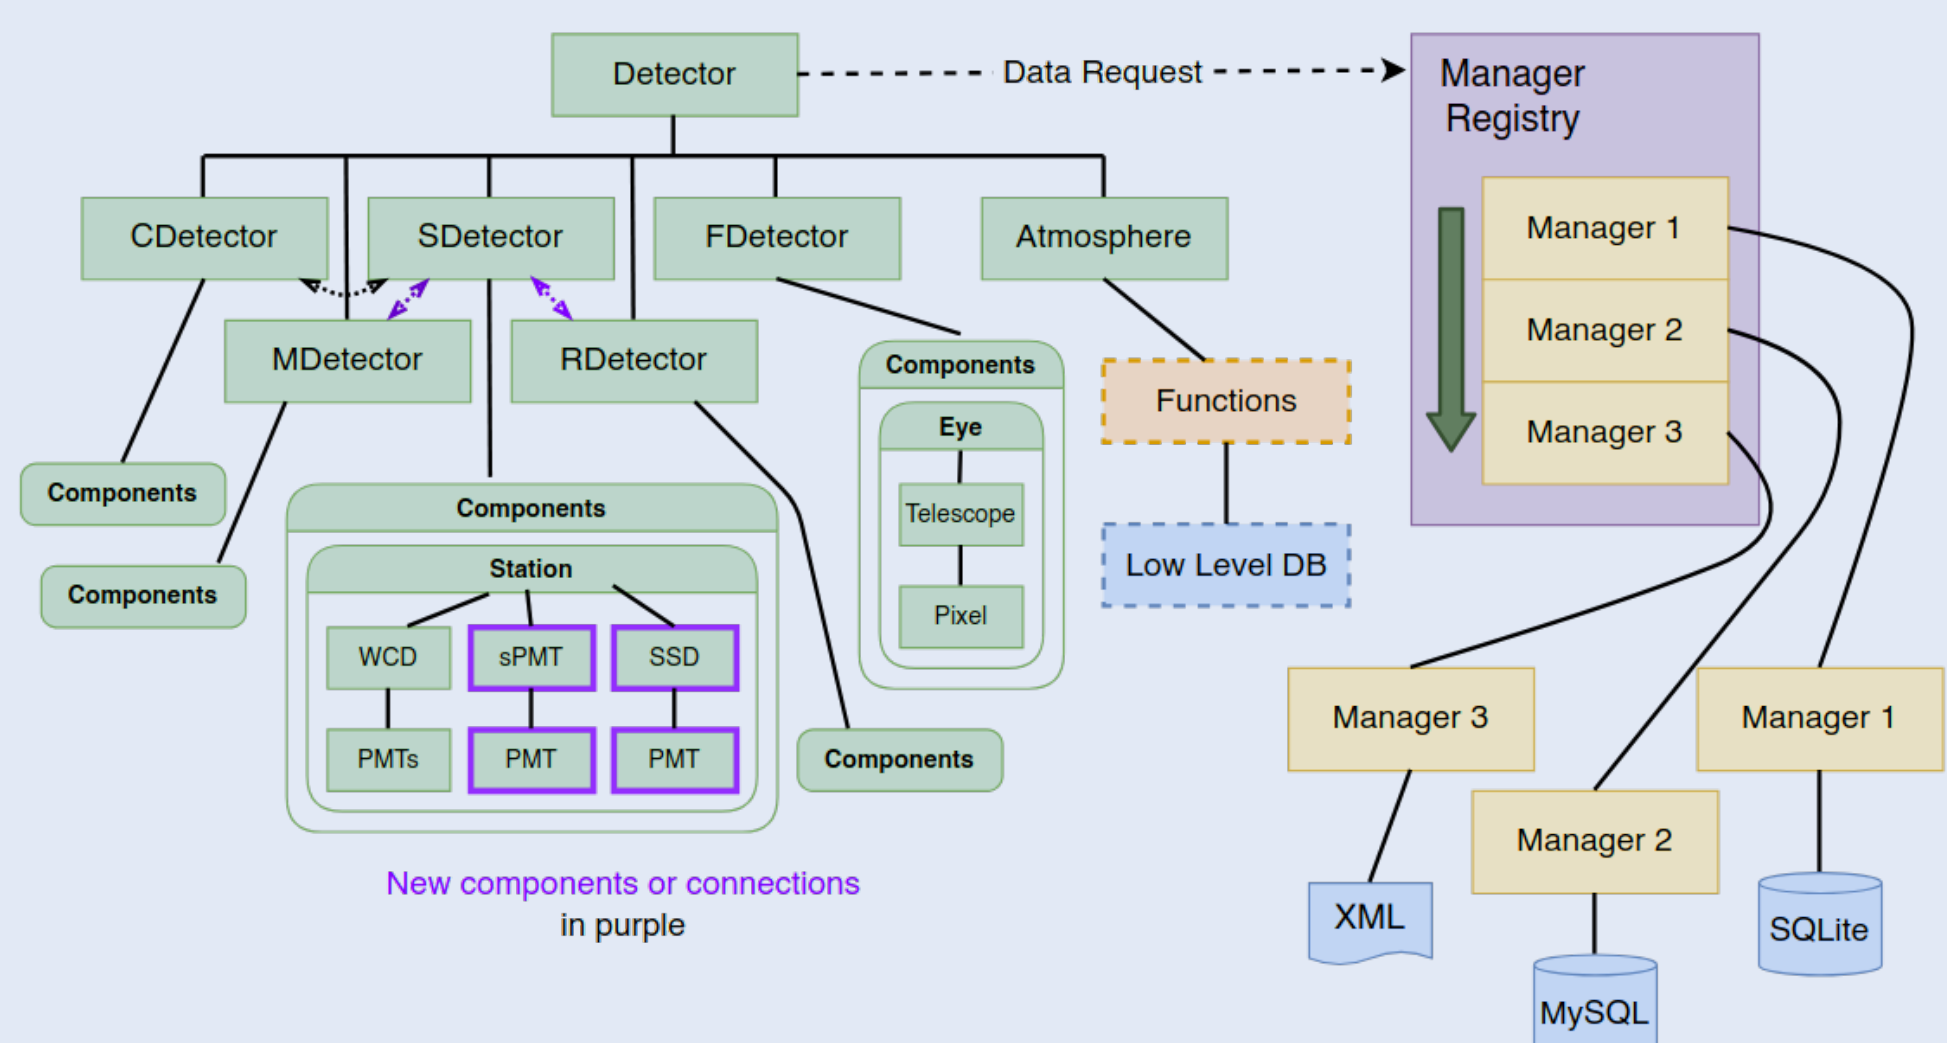 Detector
Data Request
Manager
Registry
Manager 1
Manager 2
Manager 3
CDetector
SDetector
FDetector
Atmosphere
MDetector
RDetector
Components
Eye
Telescope
Pixel
Functions
Low Level DB
Components
Components
Components
Station
WCD
sPMT
SSD
PMTs
PMT
PMT
Components
New components or connections
in purple
Manager 3
Manager 1
Manager 2
XML
SQLite
MySQL